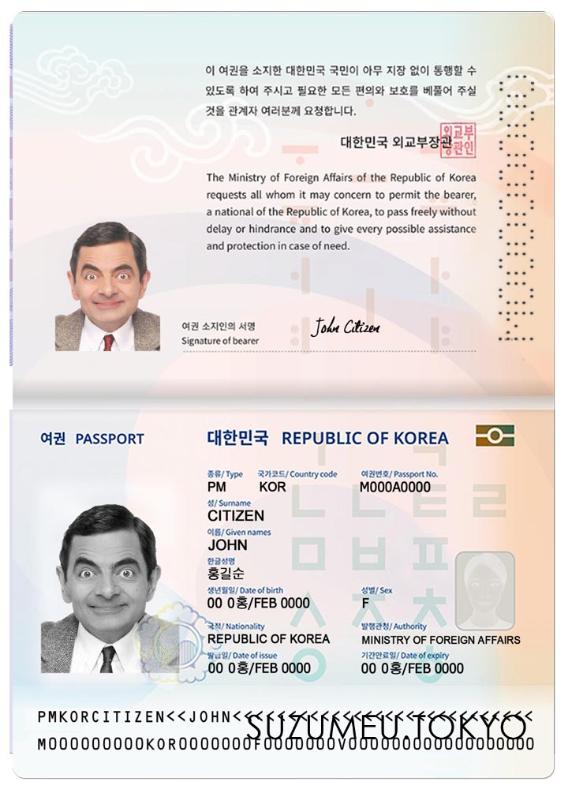 이 여권을 소지한 대한민국 국민이 아무 지장 없이 통행할 수
있도록 하여 주시고 필요한 모든 편의와 보호를 베풀어 주실
것을 관계자 여러분께 요청합니다.
대한민국 외교부장관
The Ministry of Foreign Affairs of the Republic of Korea
requests all whom it may concern to permit the bearer,
a national of the Republic of Korea, to pass freely without
delay or hindrance and to give every possible assistance
and protection in case of need.
여권 소지인의 서명
Signature of bearer
John Citizen
여권 PASSPORT
대한민국 REPUBLIC OF KOREA
종류/ Type 국가코드/ Country code 여권번호/ Passport No.
PM KOR M000A0000
성/ Surname
CITIZEN
이름/ Given names
JOHN
한글성명
홍길순
생년월일/ Date of birth 성별/ Sex
00 0홍/FEB 0000 F
국적/ Nationality 발행관청/ Authority
REPUBLIC OF KOREA MINISTRY OF FOREIGN AFFAIRS
발급일/ Date of issue 기간만료일/ Date of expiry
00 0홍/FEB 0000 00 0홍/FEB 0000
PMKORCITIZEN<<JOHN<
SUZUMEU.TOKYO